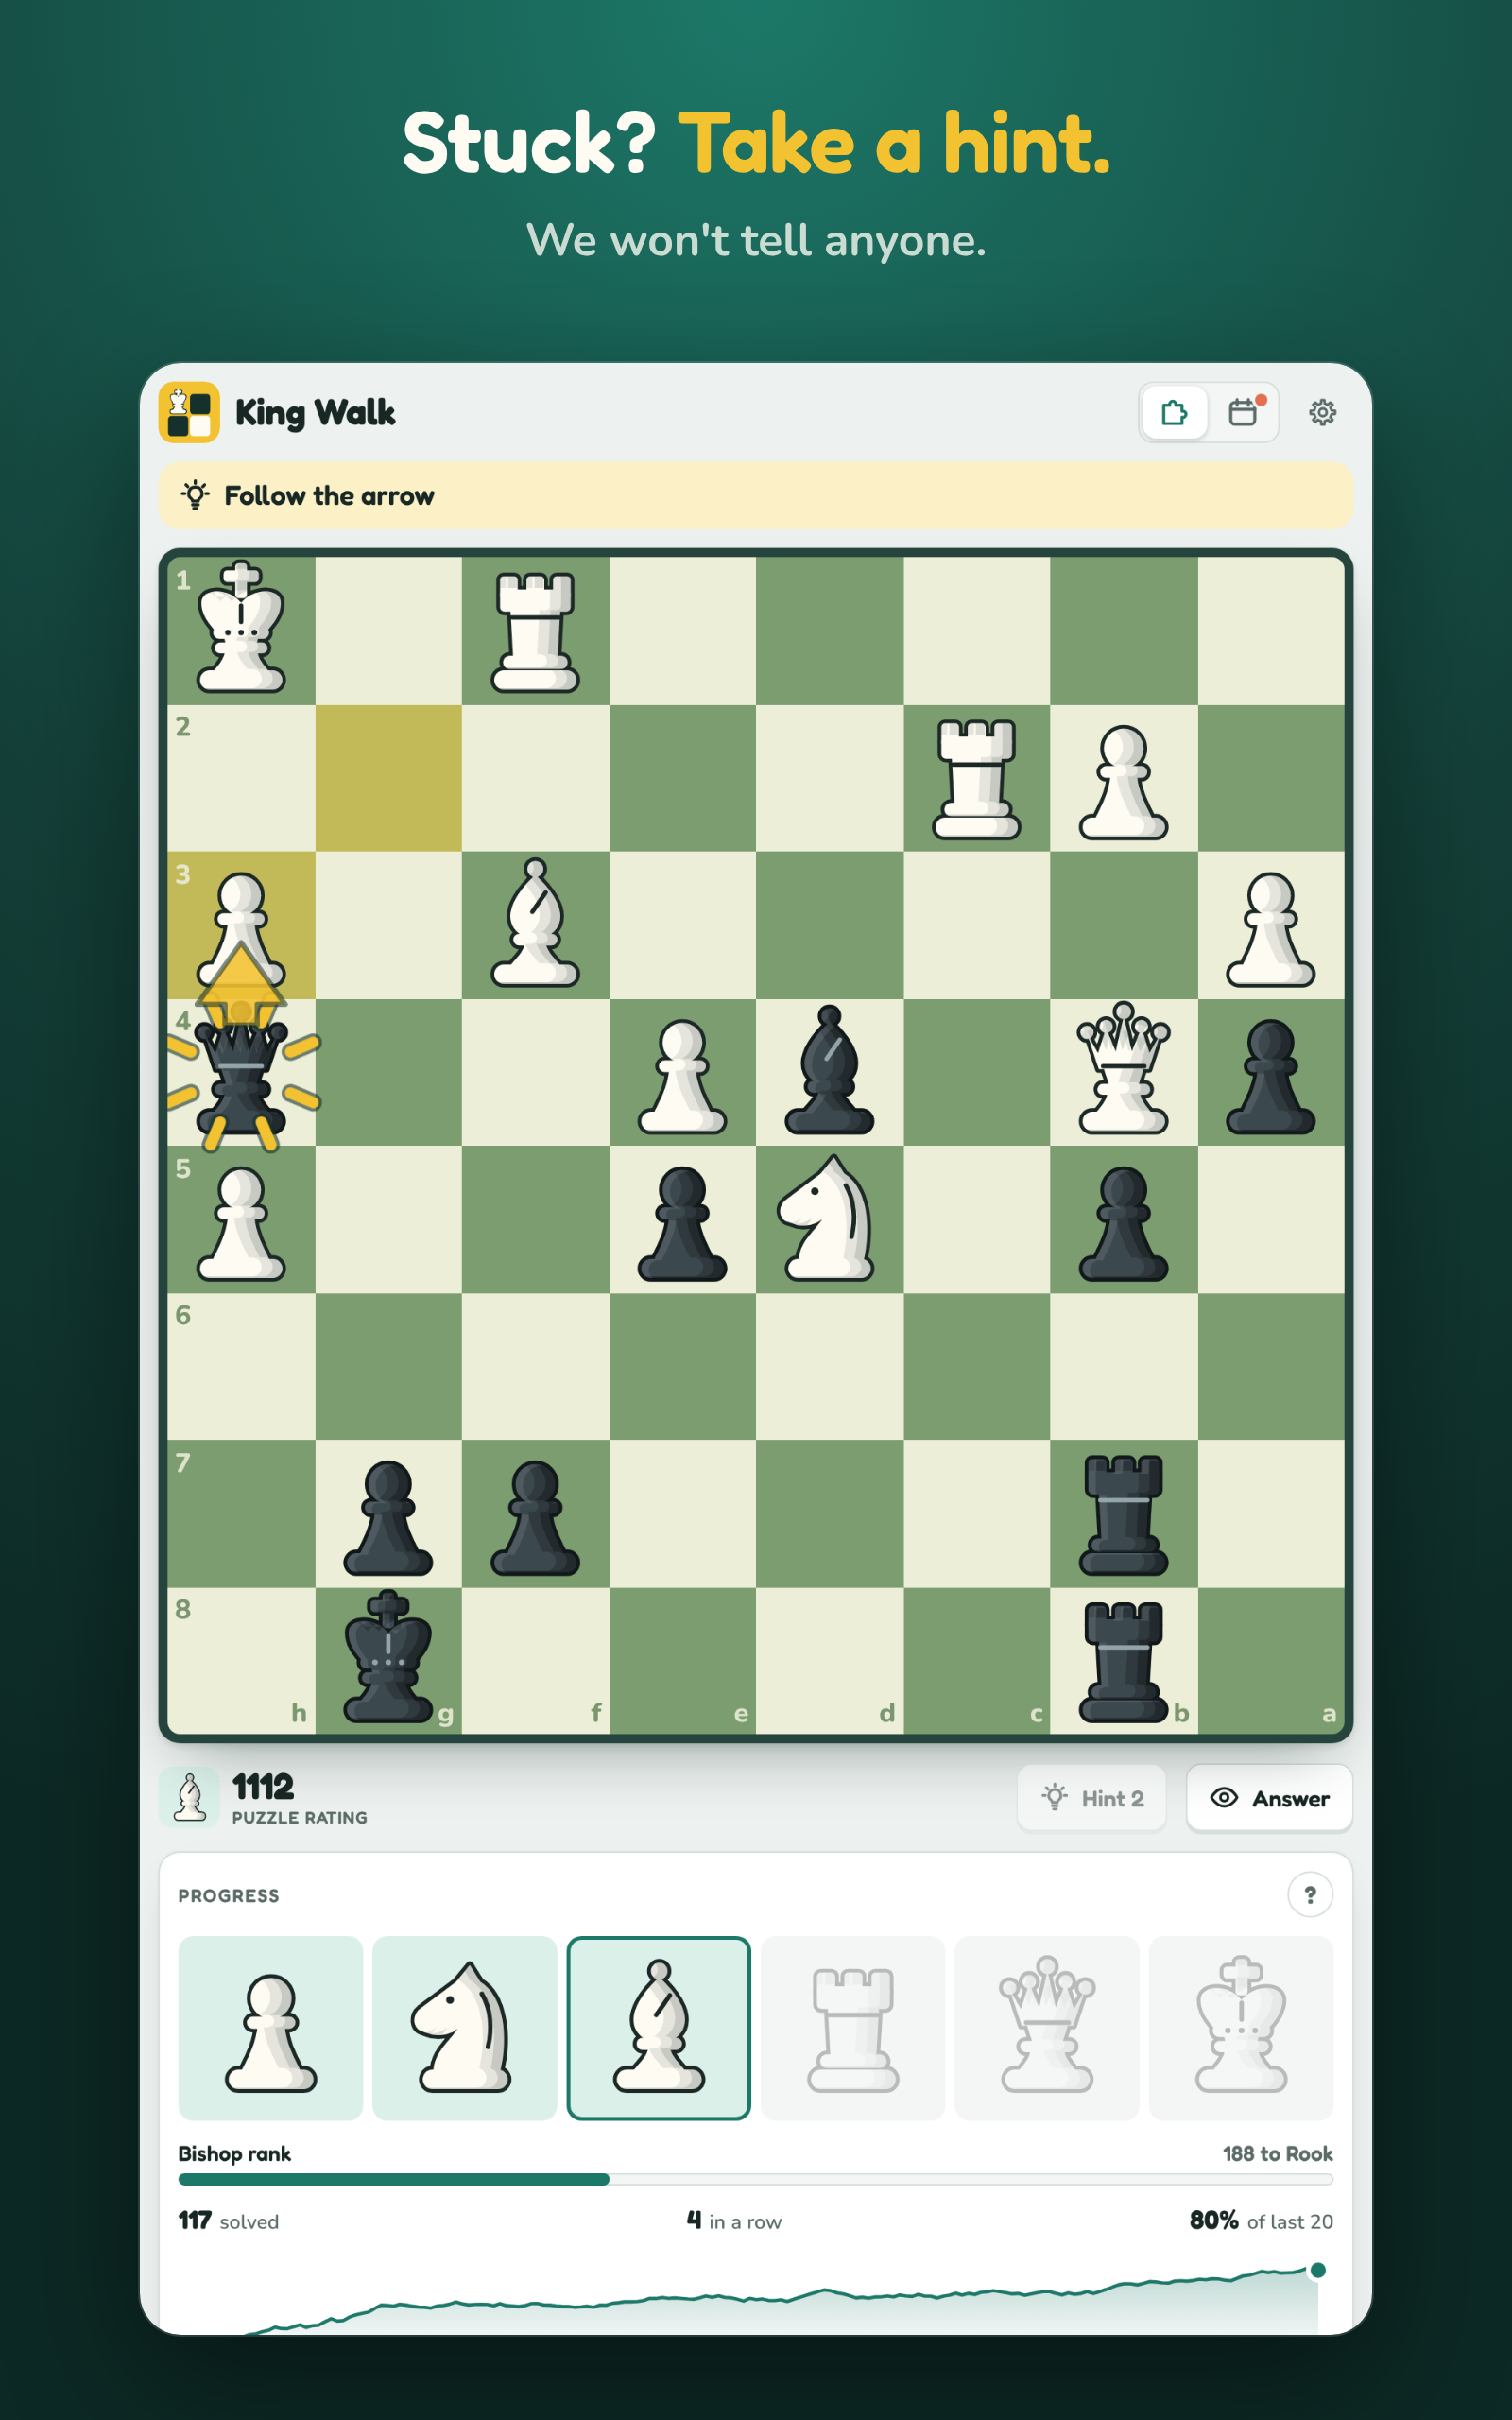 Stuck? Take a hint.
We won't tell anyone.
King Walk
Follow the arrow
1
2
3
4
5
6
7
8
h g f e d c b a
1112
PUZZLE RATING
Hint 2
Answer
PROGRESS
?
Bishop rank
188 to Rook
117 solved
4 in a row
80% of last 20